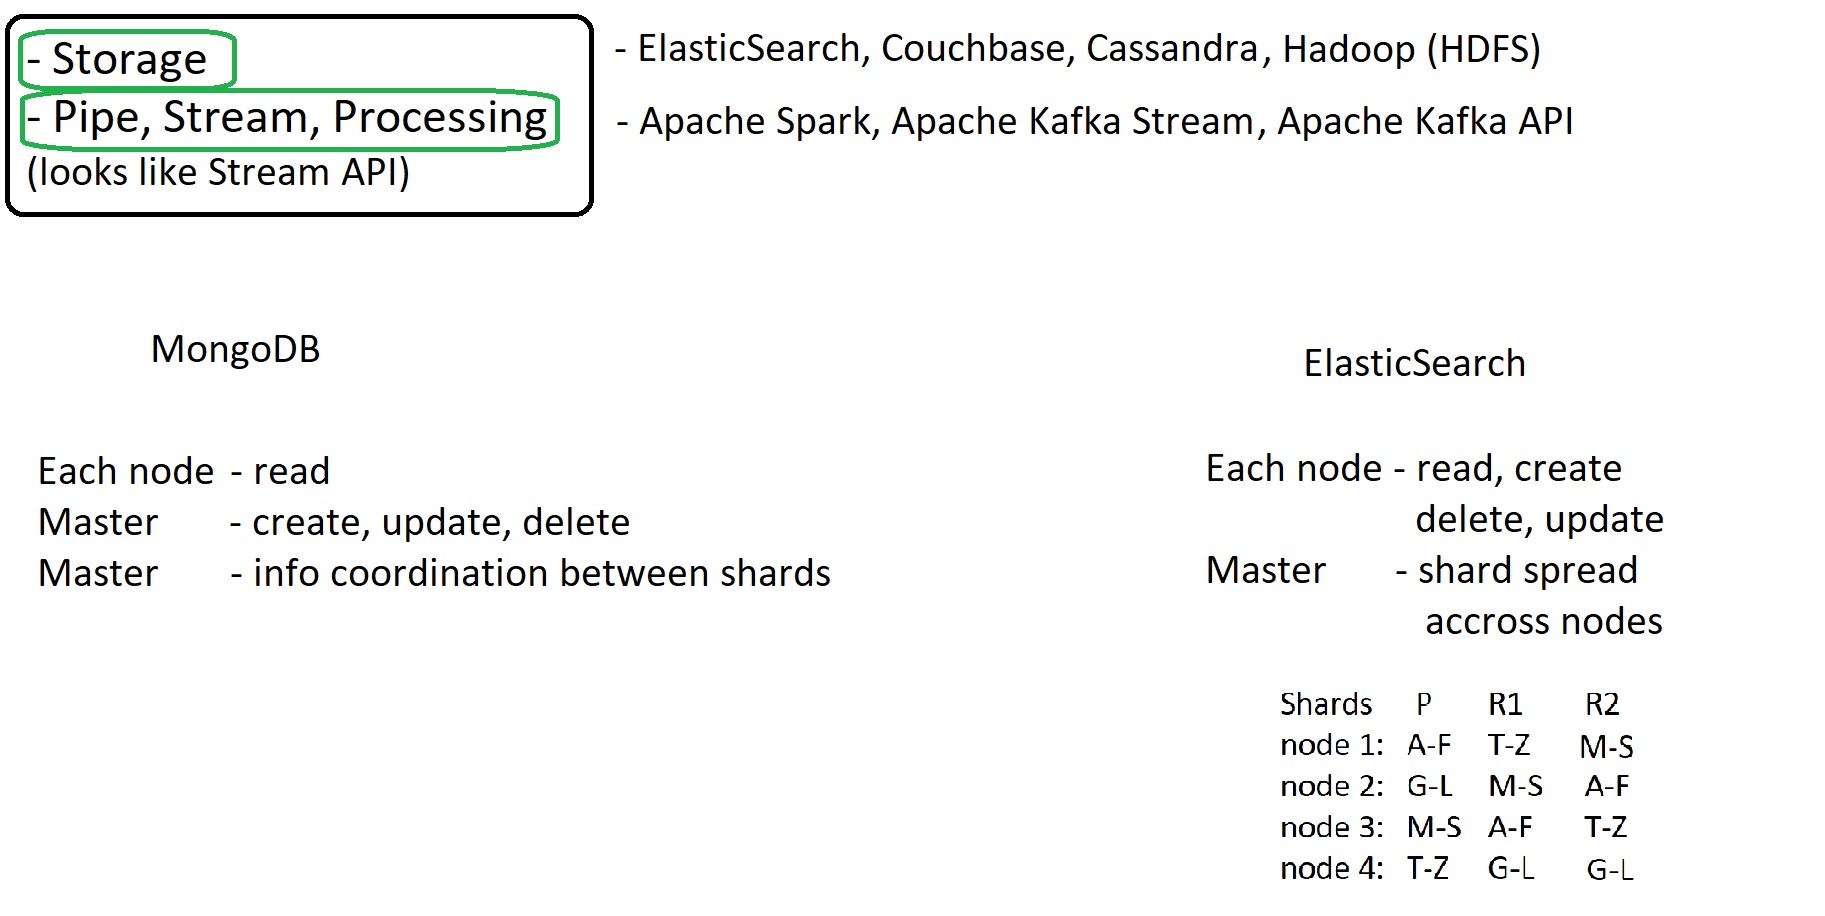 - Storage
- Pipe, Stream, Processing
(looks like Stream API)
- ElasticSearch, Couchbase, Cassandra, Hadoop (HDFS)
- Apache Spark, Apache Kafka Stream, Apache Kafka API
MongoDB
Each node - read
Master - create, update, delete
Master - info coordination between shards
ElasticSearch
Each node - read, create
delete, update
Master - shard spread
accross nodes
Shards P R1 R2
node 1: A-F T-Z M-S
node 2: G-L M-S A-F
node 3: M-S A-F T-Z
node 4: T-Z G-L G-L